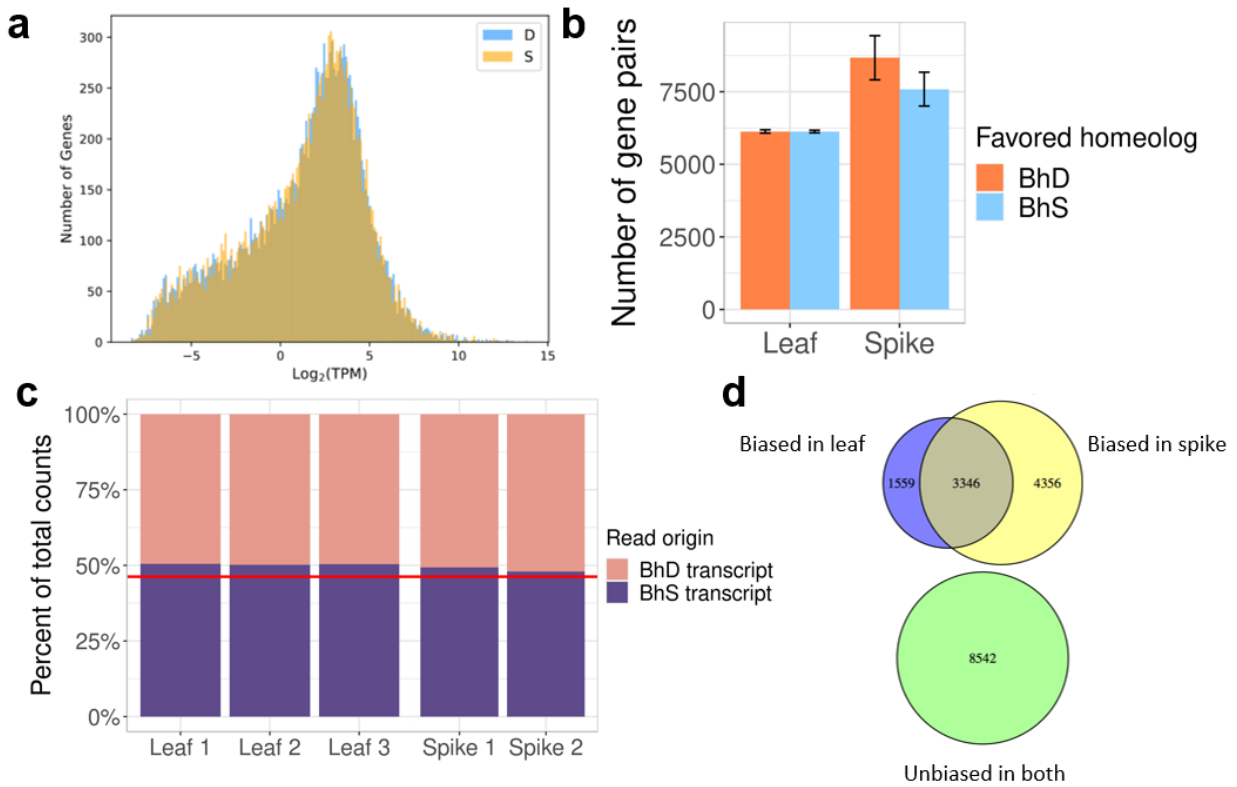 a
300
250
200
150
100
50
0
Number of Genes
D
S
−5
0
5
10
15
Log2(TPM)
b
Number of gene pairs
7500
5000
2500
0
Leaf
Spike
Favored homeolog
BhD
BhS
c
Percent of total counts
100%
75%
50%
25%
0%
Leaf 1
Leaf 2
Leaf 3
Spike 1
Spike 2
Read origin
BhD transcript
BhS transcript
d
Biased in leaf
Biased in spike
1559
3346
4356
8542
Unbiased in both